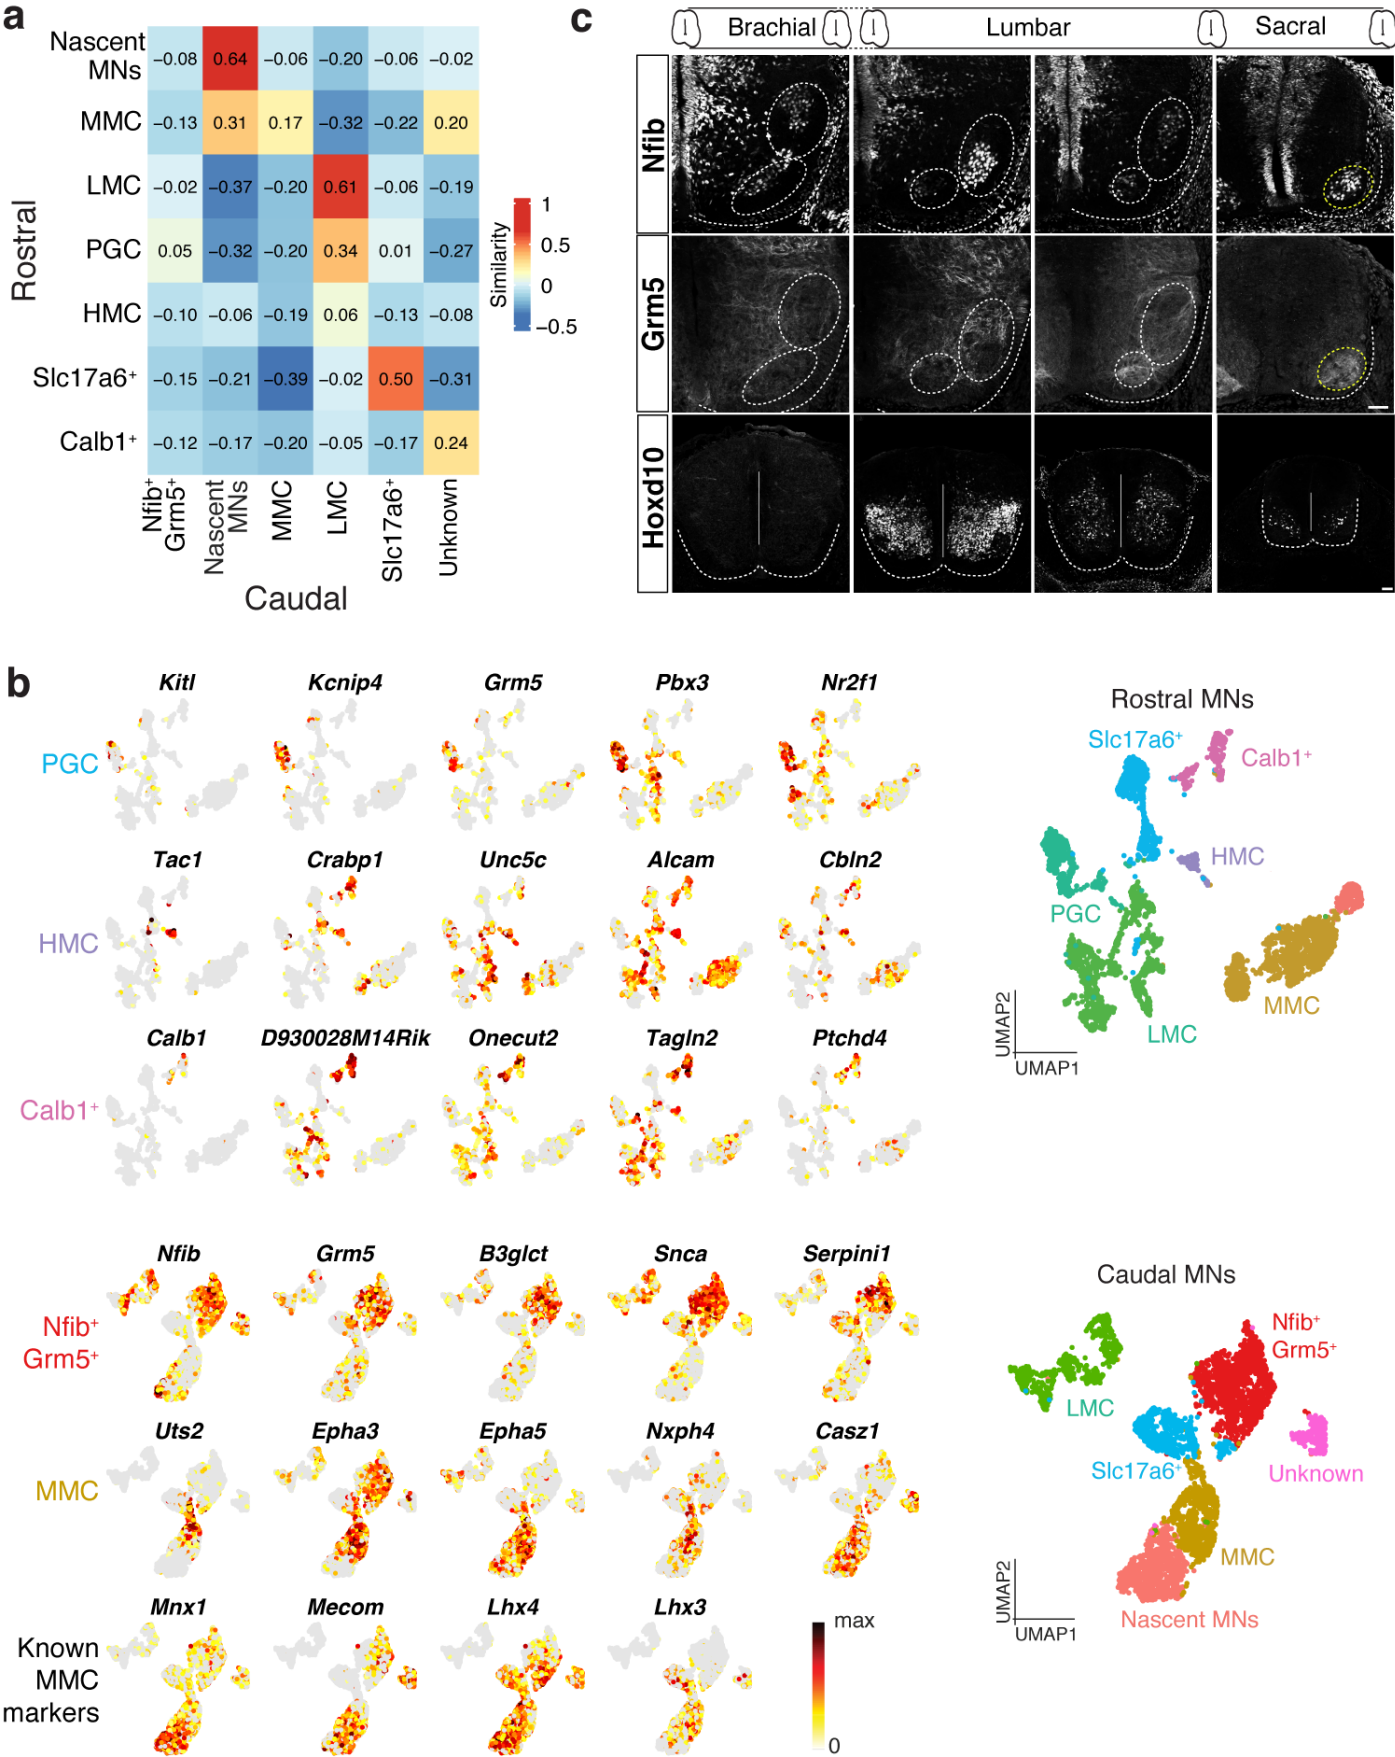 a
Nascent
MNs
MMC
LMC
PGC
HMC
Slc17a6⁺
Calb1⁺
Rostral
−0.08 0.64 −0.06 −0.20 −0.06 −0.02
−0.13 0.31 0.17 −0.32 −0.22 0.20
−0.02 −0.37 −0.20 0.61 −0.06 −0.19
0.05 −0.32 −0.20 0.34 0.01 −0.27
−0.10 −0.06 −0.19 0.06 −0.13 −0.08
−0.15 −0.21 −0.39 −0.02 0.50 −0.31
−0.12 −0.17 −0.20 −0.05 −0.17 0.24
Nfib⁺
Grm5⁺
Nascent
MNs
MMC
LMC
Slc17a6⁺
Unknown
Caudal
Similarity
1
0.5
0
−0.5
c
Brachial Lumbar Sacral
Nfib
Grm5
Hoxd10
b
Kitl Kcnip4 Grm5 Pbx3 Nr2f1
PGC
Tac1 Crabp1 Unc5c Alcam Cbln2
HMC
Calb1 D930028M14Rik Onecut2 Tagln2 Ptchd4
Calb1⁺
Rostral MNs
Slc17a6⁺
Calb1⁺
HMC
PGC
MMC
LMC
UMAP2
UMAP1
Nfib Grm5 B3glct Snca Serpini1
Nfib⁺
Grm5⁺
Uts2 Epha3 Epha5 Nxph4 Casz1
MMC
Mnx1 Mecom Lhx4 Lhx3
Known
MMC
markers
max
0
Caudal MNs
Nfib⁺
Grm5⁺
LMC
Slc17a6⁺
Unknown
MMC
Nascent MNs
UMAP2
UMAP1